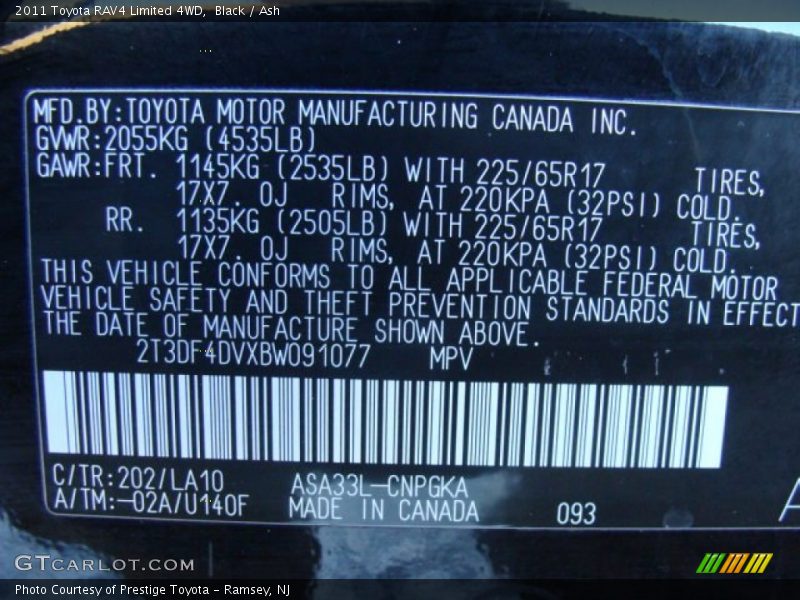 2011 Toyota RAV4 Limited 4WD, Black / Ash
MFD.BY:TOYOTA MOTOR MANUFACTURING CANADA INC.
GVWR:2055KG (4535LB)
GAWR:FRT. 1145KG (2535LB) WITH 225/65R17 TIRES,
17X7.0J RIMS, AT 220KPA (32PSI) COLD.
RR. 1135KG (2505LB) WITH 225/65R17 TIRES,
17X7.0J RIMS, AT 220KPA (32PSI) COLD.
THIS VEHICLE CONFORMS TO ALL APPLICABLE FEDERAL MOTOR
VEHICLE SAFETY AND THEFT PREVENTION STANDARDS IN EFFECT
THE DATE OF MANUFACTURE SHOWN ABOVE.
2T3DF4DVXBW091077 MPV
C/TR:202/LA10 ASA33L-CNPGKA
A/TM:-02A/U140F MADE IN CANADA 093
A
GTCARLOT.COM
Photo Courtesy of Prestige Toyota - Ramsey, NJ